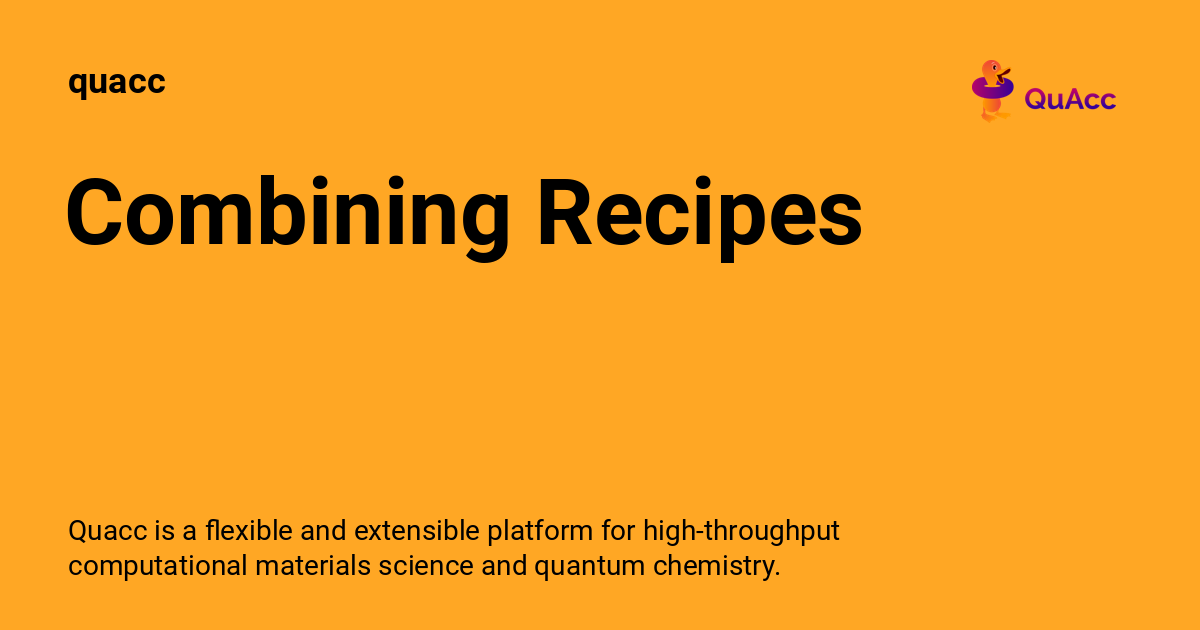 quacc
QuAcc
Combining Recipes
Quacc is a flexible and extensible platform for high-throughput
computational materials science and quantum chemistry.